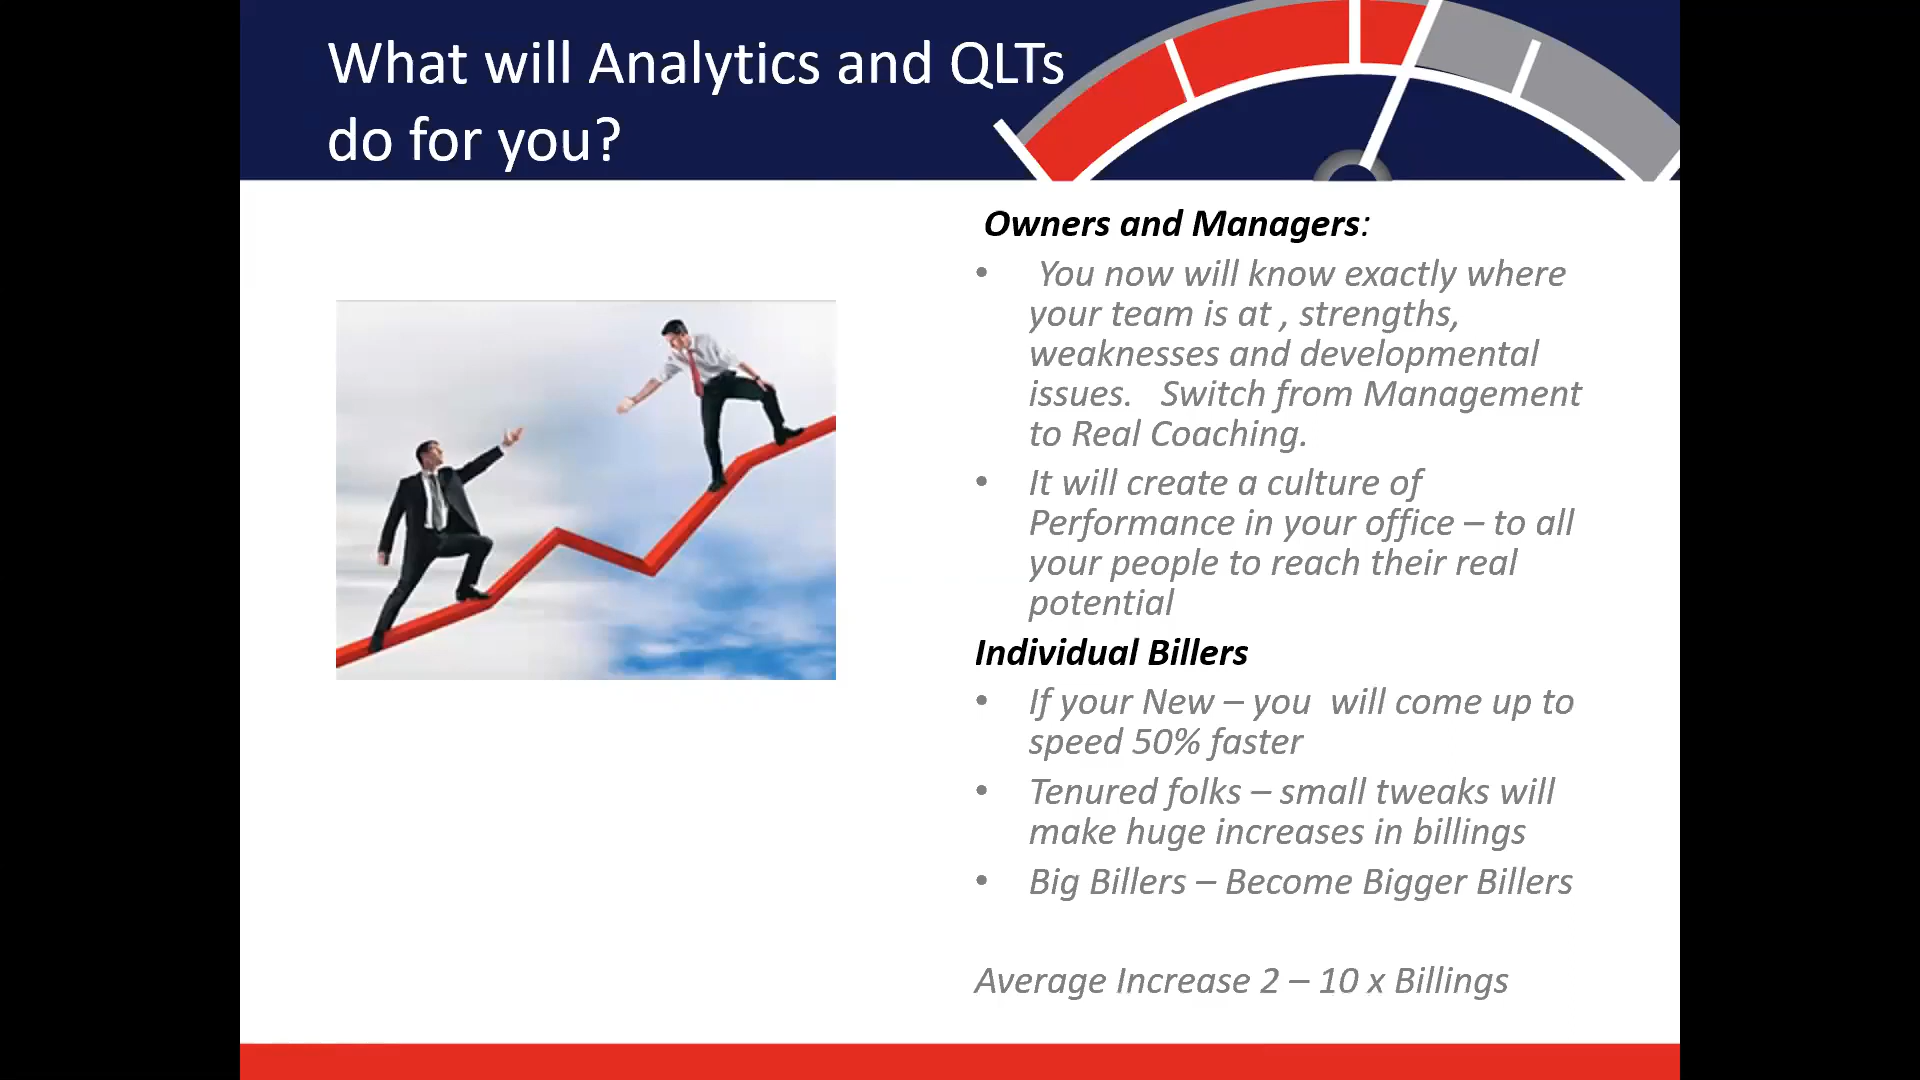 What will Analytics and QLTs
do for you?
Owners and Managers:
• You now will know exactly where
your team is at , strengths,
weaknesses and developmental
issues. Switch from Management
to Real Coaching.
• It will create a culture of
Performance in your office – to all
your people to reach their real
potential
Individual Billers
• If your New – you will come up to
speed 50% faster
• Tenured folks – small tweaks will
make huge increases in billings
• Big Billers – Become Bigger Billers
Average Increase 2 – 10 x Billings